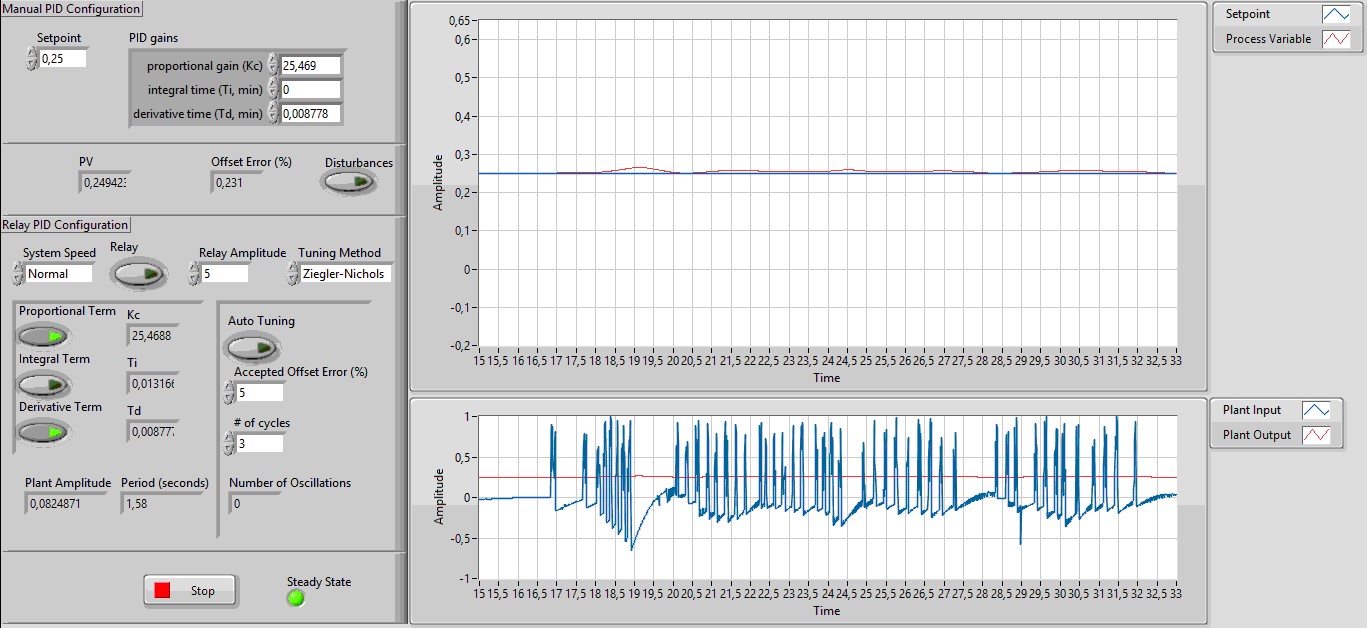 Manual PID Configuration
Setpoint
0,25
PID gains
proportional gain (Kc) 25,469
integral time (Ti, min) 0
derivative time (Td, min) 0,008778
PV
0,249423
Offset Error (%)
0,231
Disturbances
Relay PID Configuration
System Speed
Normal
Relay
Relay Amplitude
5
Tuning Method
Ziegler-Nichols
Proportional Term
Kc
25,4688
Integral Term
Ti
0,013166
Derivative Term
Td
0,00877
Auto Tuning
Accepted Offset Error (%)
5
# of cycles
3
Plant Amplitude
0,0824871
Period (seconds)
1,58
Number of Oscillations
0
Stop
Steady State
Amplitude
0,65
0,6
0,5
0,4
0,3
0,2
0,1
0
-0,1
-0,2
15 15,5 16 16,5 17 17,5 18 18,5 19 19,5 20 20,5 21 21,5 22 22,5 23 23,5 24 24,5 25 25,5 26 26,5 27 27,5 28 28,5 29 29,5 30 30,5 31 31,5 32 32,5 33
Time
Setpoint
Process Variable
Amplitude
1
0,5
0
-0,5
-1
15 15,5 16 16,5 17 17,5 18 18,5 19 19,5 20 20,5 21 21,5 22 22,5 23 23,5 24 24,5 25 25,5 26 26,5 27 27,5 28 28,5 29 29,5 30 30,5 31 31,5 32 32,5 33
Time
Plant Input
Plant Output